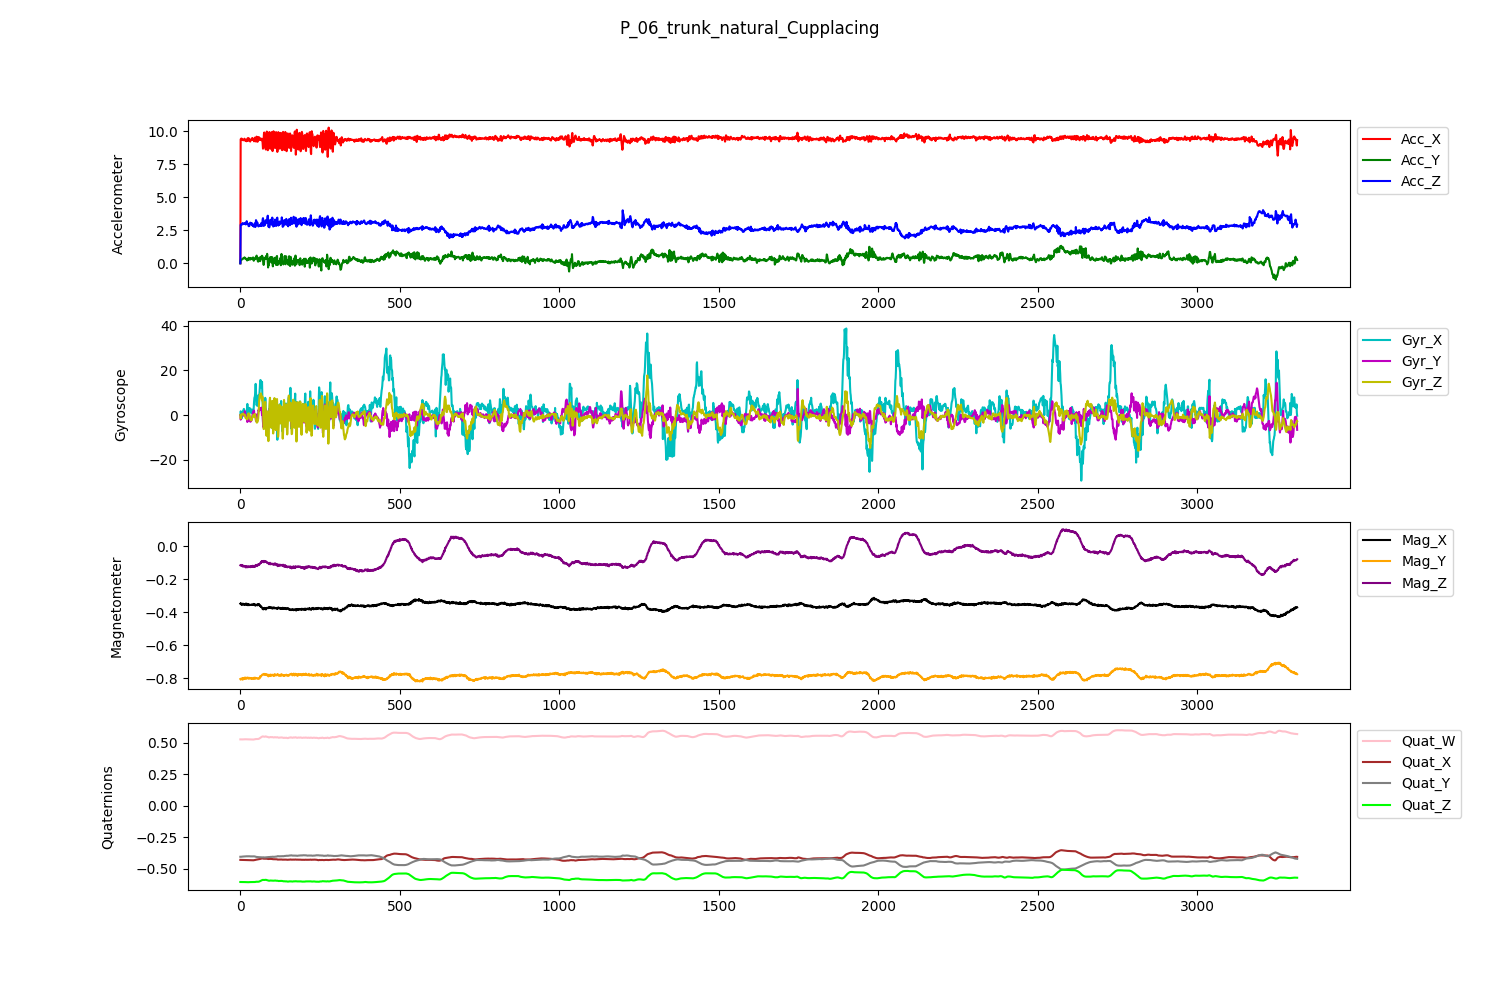 P_06_trunk_natural_Cupplacing
Accelerometer
10.0
7.5
5.0
2.5
0.0
0 500 1000 1500 2000 2500 3000
Acc_X
Acc_Y
Acc_Z
Gyroscope
40
20
0
−20
0 500 1000 1500 2000 2500 3000
Gyr_X
Gyr_Y
Gyr_Z
Magnetometer
0.0
−0.2
−0.4
−0.6
−0.8
0 500 1000 1500 2000 2500 3000
Mag_X
Mag_Y
Mag_Z
Quaternions
0.50
0.25
0.00
−0.25
−0.50
0 500 1000 1500 2000 2500 3000
Quat_W
Quat_X
Quat_Y
Quat_Z